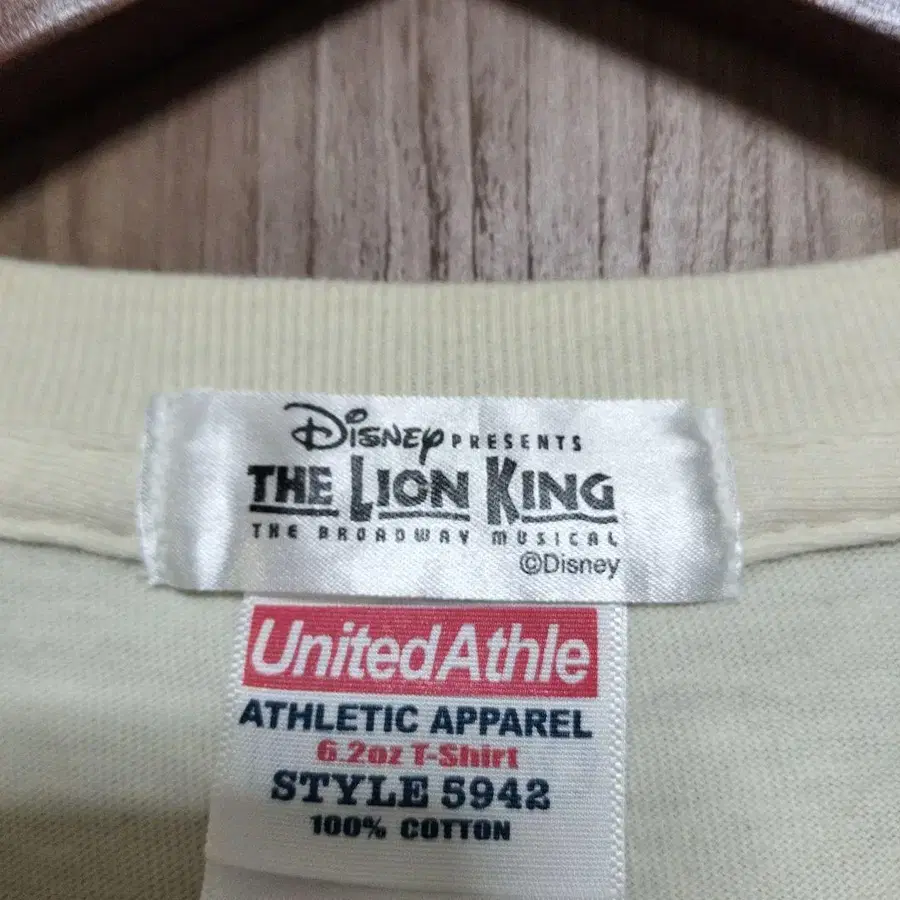 Disney PRESENTS
THE LION KING
THE BROADWAY MUSICAL
©Disney
UnitedAthle
ATHLETIC APPAREL
6.2oz T-Shirt
STYLE 5942
100% COTTON